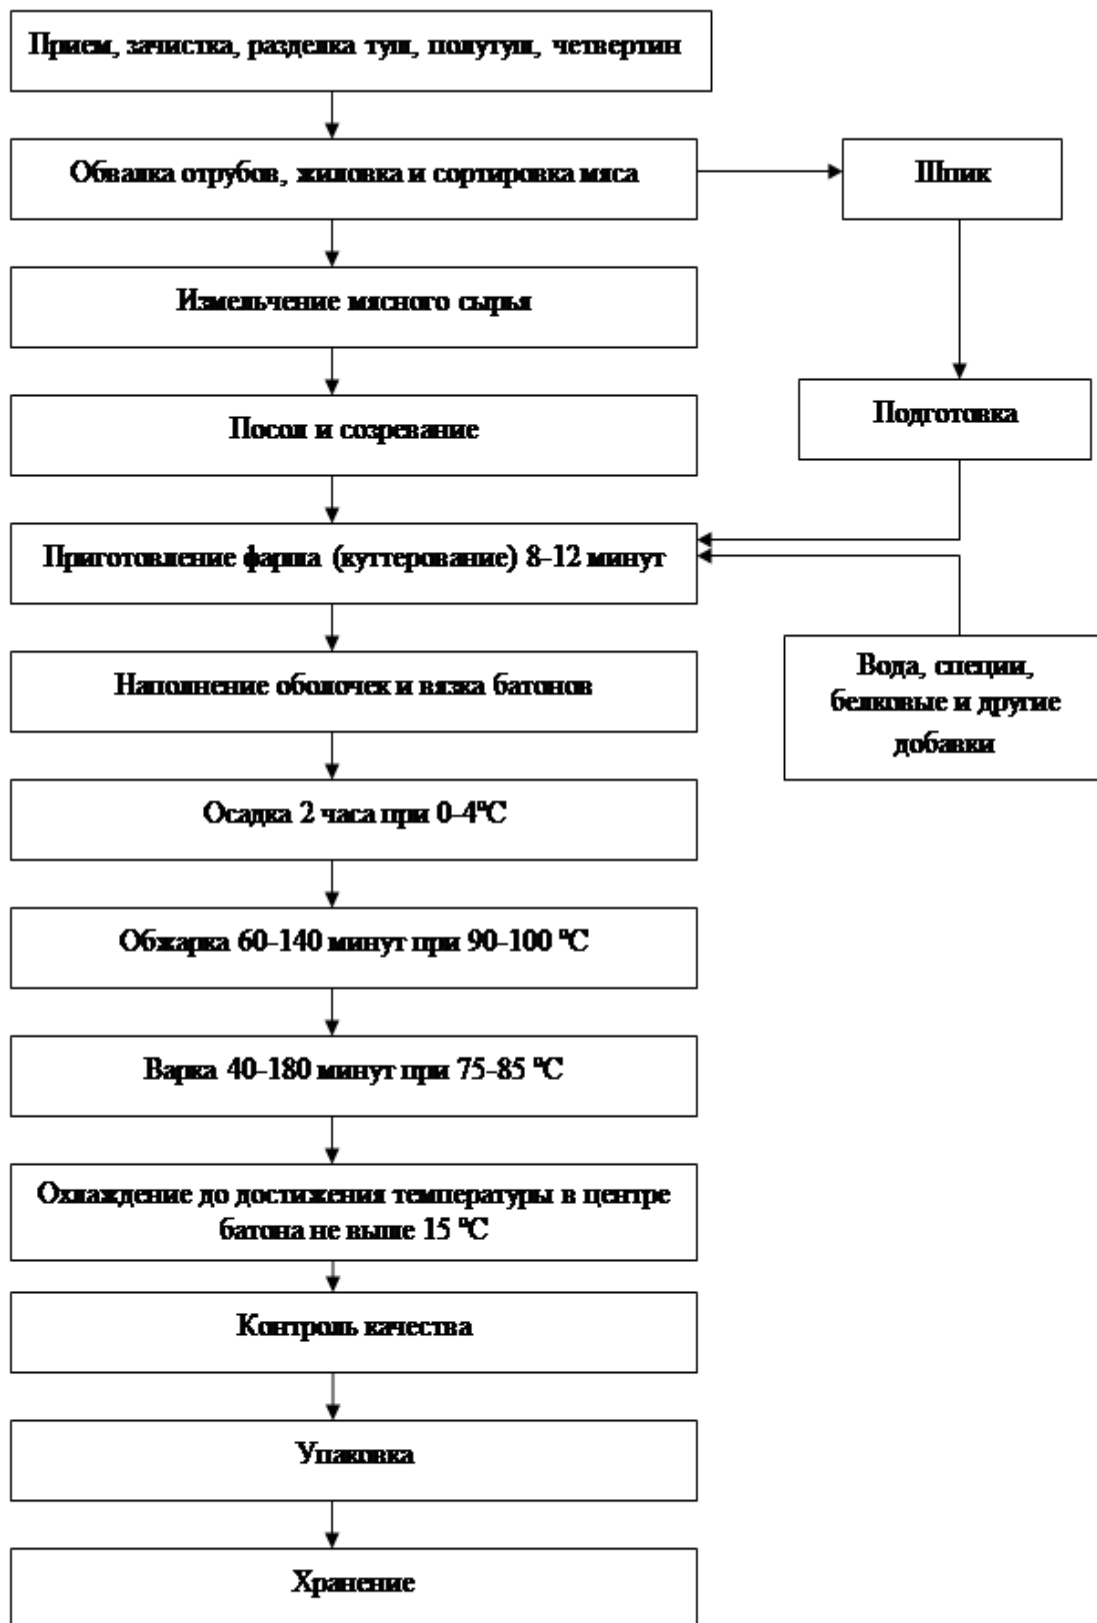 Прием, зачистка, разделка туш, полутуш, четвертин
Обвалка отрубов, жиловка и сортировка мяса
Шпик
Измельчение мясного сырья
Посол и созревание
Подготовка
Приготовление фарша (куттерование) 8-12 минут
Наполнение оболочек и вязка батонов
Вода, специи,
белковые и другие
добавки
Осадка 2 часа при 0-4°С
Обжарка 60-140 минут при 90-100 °С
Варка 40-180 минут при 75-85 °С
Охлаждение до достижения температуры в центре
батона не выше 15 °С
Контроль качества
Упаковка
Хранение